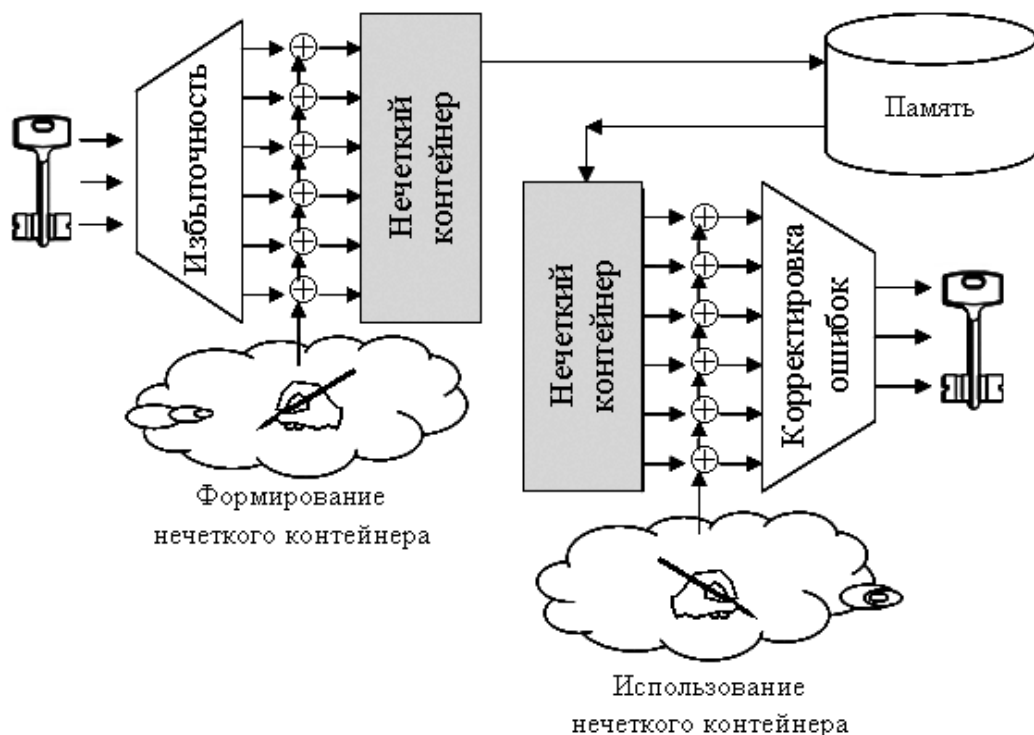 Избыточность
Нечеткий
контейнер
Память
Формирование
нечеткого контейнера
Нечеткий
контейнер
Корректировка
ошибок
Использование
нечеткого контейнера